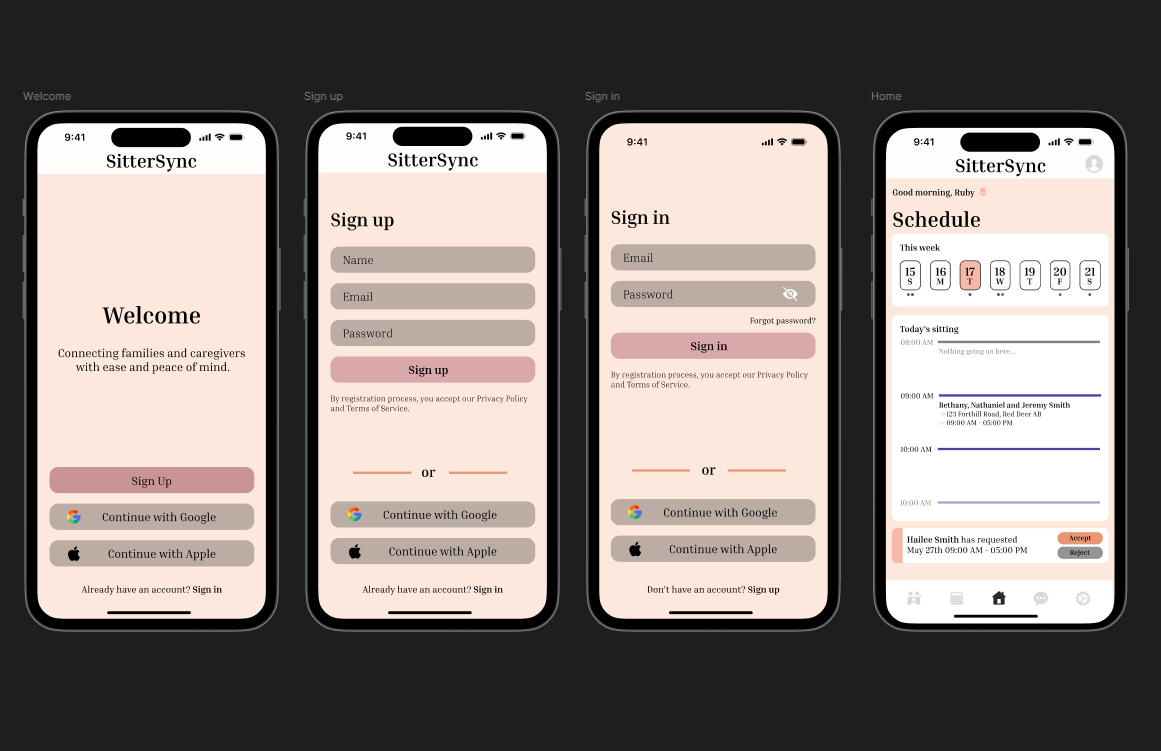 Welcome
9:41
SitterSync
Welcome
Connecting families and caregivers
with ease and peace of mind.
Sign Up
Continue with Google
Continue with Apple
Already have an account? Sign in
Sign up
9:41
SitterSync
Sign up
Name
Email
Password
Sign up
By registration process, you accept our Privacy Policy
and Terms of Service.
or
Continue with Google
Continue with Apple
Already have an account? Sign in
Sign in
9:41
Sign in
Email
Password
Forgot password?
Sign in
By registration process, you accept our Privacy Policy
and Terms of Service.
or
Continue with Google
Continue with Apple
Don't have an account? Sign up
Home
9:41
SitterSync
Good morning, Ruby
Schedule
This week
15 16 17 18 19 20 21
S M T W T F S
Today's sitting
08:00 AM
Nothing going on here...
09:00 AM
Bethany, Nathaniel and Jeremy Smith
123 Forthill Road, Red Deer AB
09:00 AM - 05:00 PM
10:00 AM
10:00 AM
Hailee Smith has requested
May 27th 09:00 AM - 05:00 PM
Accept
Reject